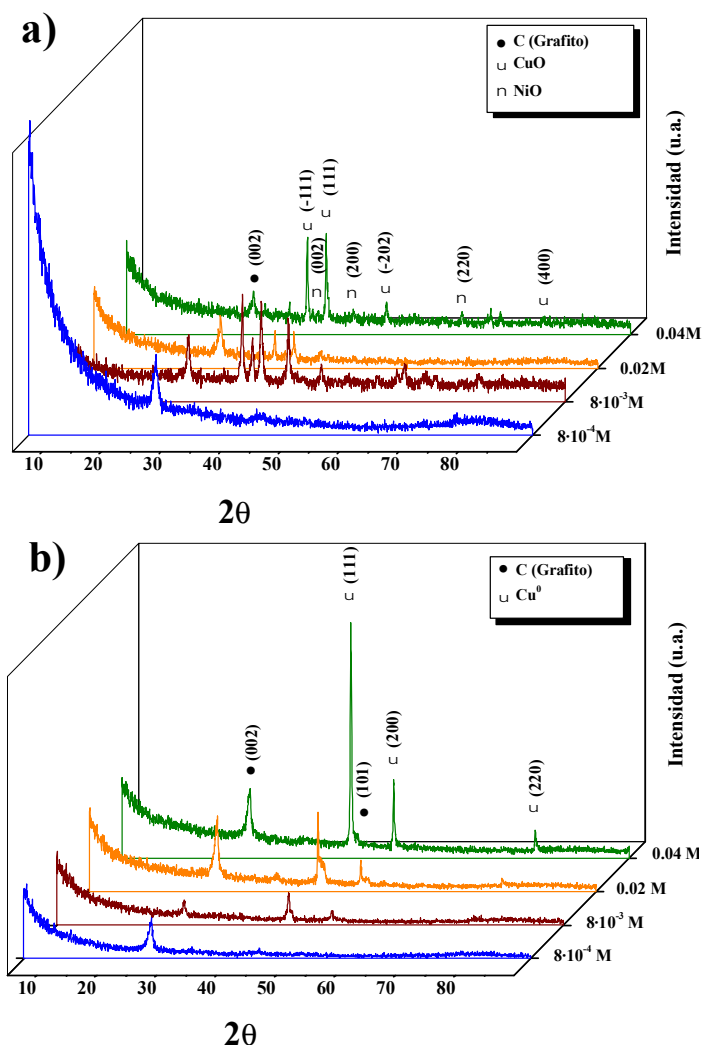 a)
● C (Grafito)
u CuO
n NiO
(002)
(-111)
(002)
(111)
(200)
(-202)
(220)
(400)
u
u
n
n
u
n
u
Intensidad (u.a.)
0.04M
0.02M
8·10⁻³M
8·10⁻⁴M
10 20 30 40 50 60 70 80
2θ
b)
● C (Grafito)
u Cu⁰
(002)
(111)
u
(101)
(200)
u
(220)
u
Intensidad (u.a.)
0.04 M
0.02 M
8·10⁻³ M
8·10⁻⁴ M
10 20 30 40 50 60 70 80
2θ